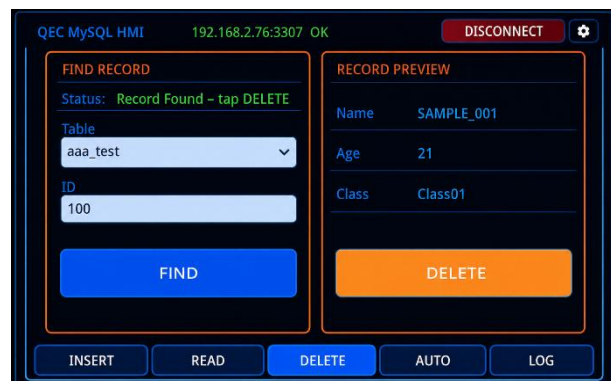 QEC MySQL HMI 192.168.2.76:3307 OK DISCONNECT
FIND RECORD
Status: Record Found – tap DELETE
Table
aaa_test
ID
100
FIND
RECORD PREVIEW
Name SAMPLE_001
Age 21
Class Class01
DELETE
INSERT READ DELETE AUTO LOG